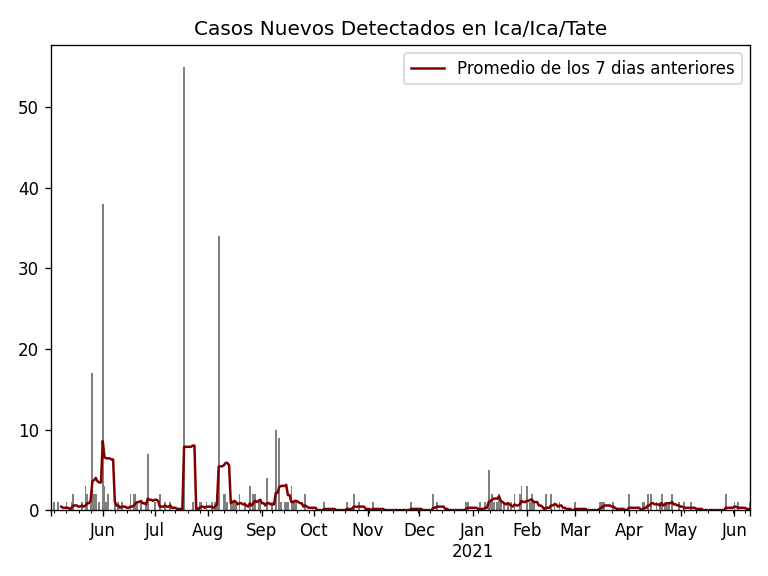 Casos Nuevos Detectados en Ica/Ica/Tate
Promedio de los 7 dias anteriores
50
40
30
20
10
0
Jun Jul Aug Sep Oct Nov Dec Jan Feb Mar Apr May Jun
2021